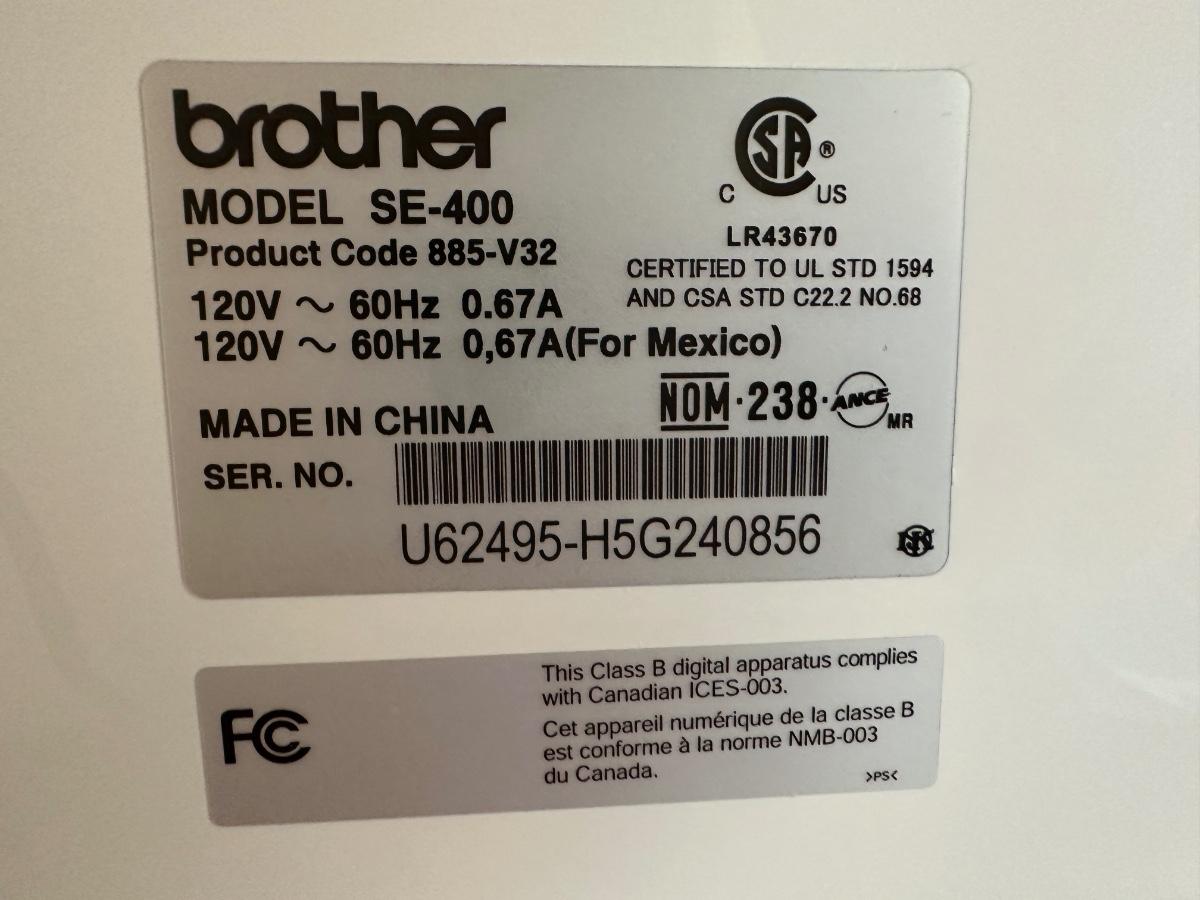 brother
MODEL SE-400
Product Code 885-V32
120V ~ 60Hz 0.67A
120V ~ 60Hz 0,67A(For Mexico)
CSA®
C US
LR43670
CERTIFIED TO UL STD 1594
AND CSA STD C22.2 NO.68
NOM·238·ANCE MR
MADE IN CHINA
SER. NO.
U62495-H5G240856
FC
This Class B digital apparatus complies
with Canadian ICES-003.
Cet appareil numérique de la classe B
est conforme à la norme NMB-003
du Canada.
>PS<